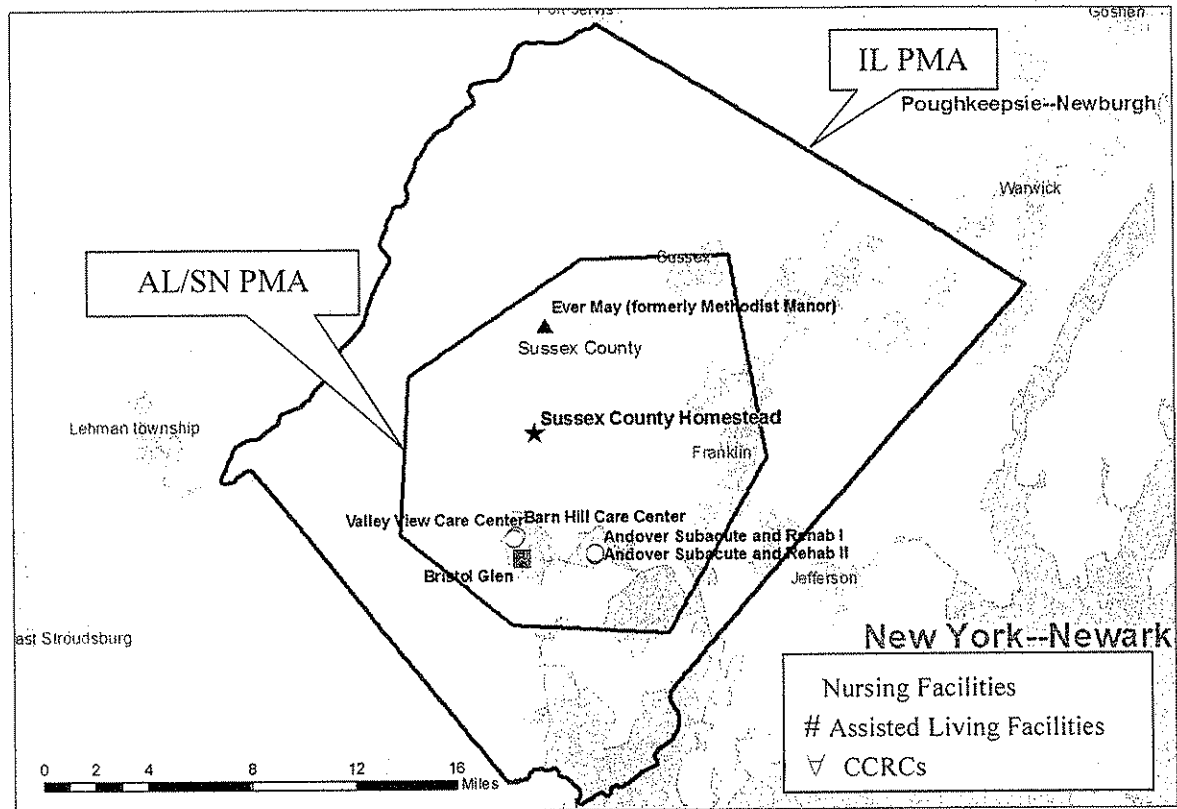 Goshen
IL PMA
Poughkeepsie--Newburgh
Warwick
Sussex
AL/SN PMA
Ever May (formerly Methodist Manor)
Sussex County
Sussex County Homestead
Lehman township
Franklin
Valley View Care Center
Barn Hill Care Center
Andover Subacute and Rehab I
Andover Subacute and Rehab II
Bristol Glen
Jefferson
ast Stroudsburg
New York--Newark
Nursing Facilities
# Assisted Living Facilities
∀ CCRCs
0 2 4 8 12 16
Miles